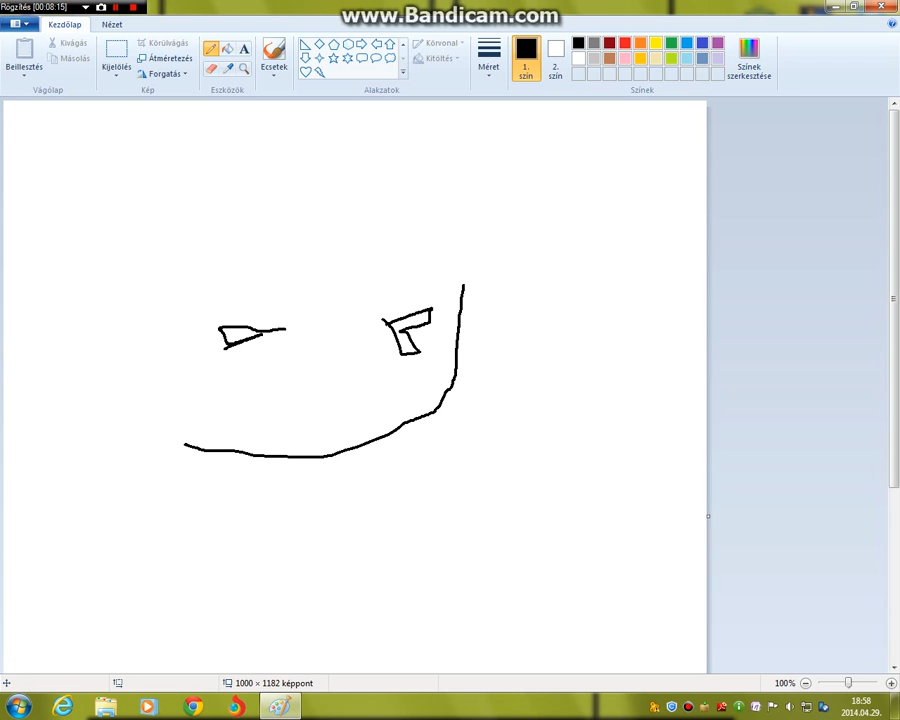 Rögzítés [00:08:15]
www.Bandicam.com
Kezdőlap
Nézet
Beillesztés
Kivágás
Másolás
Vágólap
Kijelölés
Körülvágás
Átméretezés
Forgatás
Kép
A
Eszközök
Ecsetek
Alakzatok
Körvonal
Kitöltés
Méret
1. szín
2. szín
Színek
Színek szerkesztése
1000 × 1182 képpont
100%
18:58
2014.04.29.